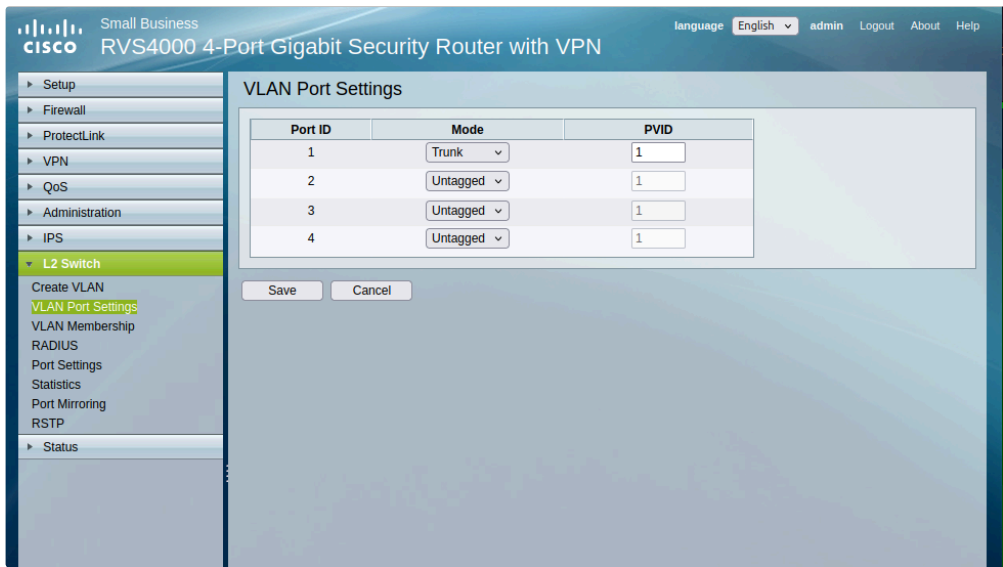 Small Business
cisco RVS4000 4-Port Gigabit Security Router with VPN
language English admin Logout About Help
Setup
Firewall
ProtectLink
VPN
QoS
Administration
IPS
L2 Switch
Create VLAN
VLAN Port Settings
VLAN Membership
RADIUS
Port Settings
Statistics
Port Mirroring
RSTP
Status
VLAN Port Settings
Port ID Mode PVID
1 Trunk 1
2 Untagged 1
3 Untagged 1
4 Untagged 1
Save Cancel